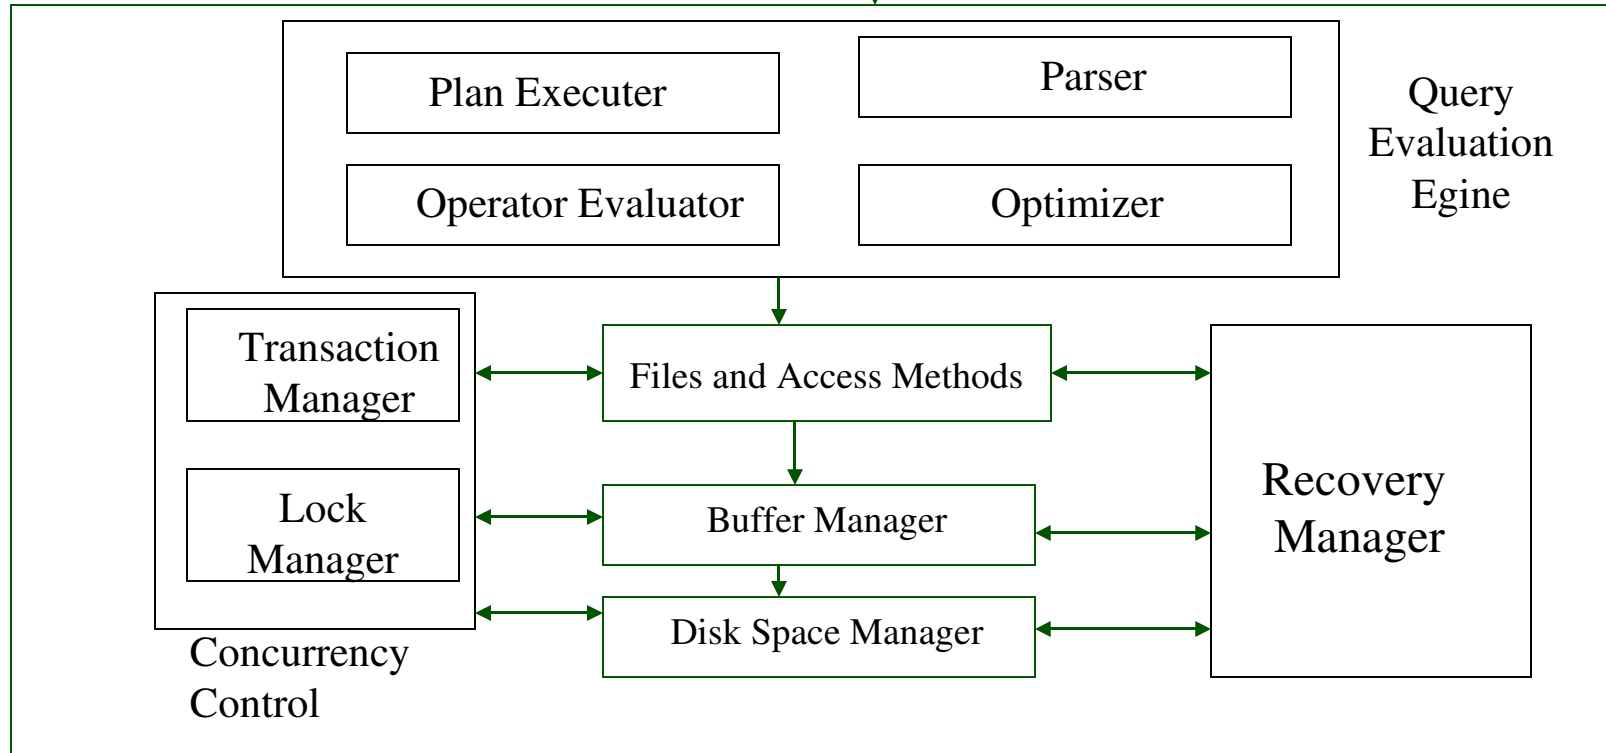 Plan Executer
Parser
Operator Evaluator
Optimizer
Query
Evaluation
Egine
Transaction
Manager
Lock
Manager
Concurrency
Control
Files and Access Methods
Buffer Manager
Disk Space Manager
Recovery
Manager